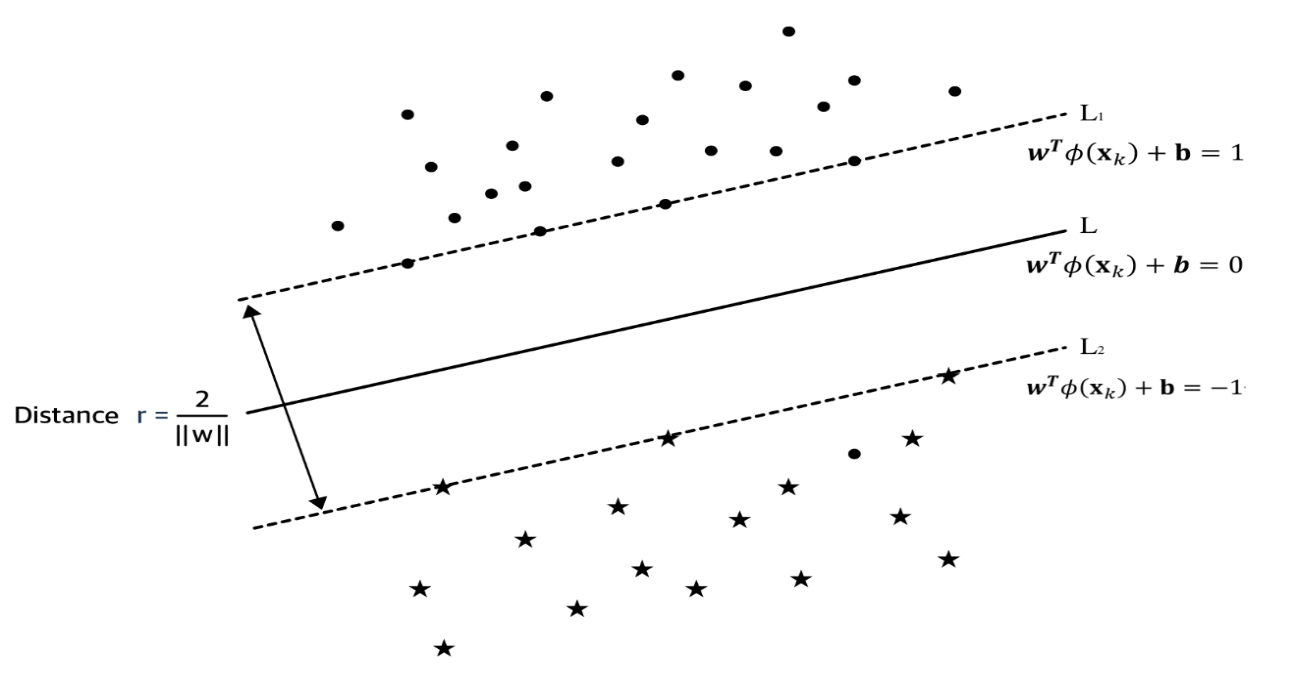 L₁
𝒘ᵀϕ(𝐱ₖ) + 𝐛 = 1
L
𝒘ᵀϕ(𝐱ₖ) + 𝒃 = 0
L₂
𝒘ᵀϕ(𝐱ₖ) + 𝐛 = −1
Distance r = 2/||w||